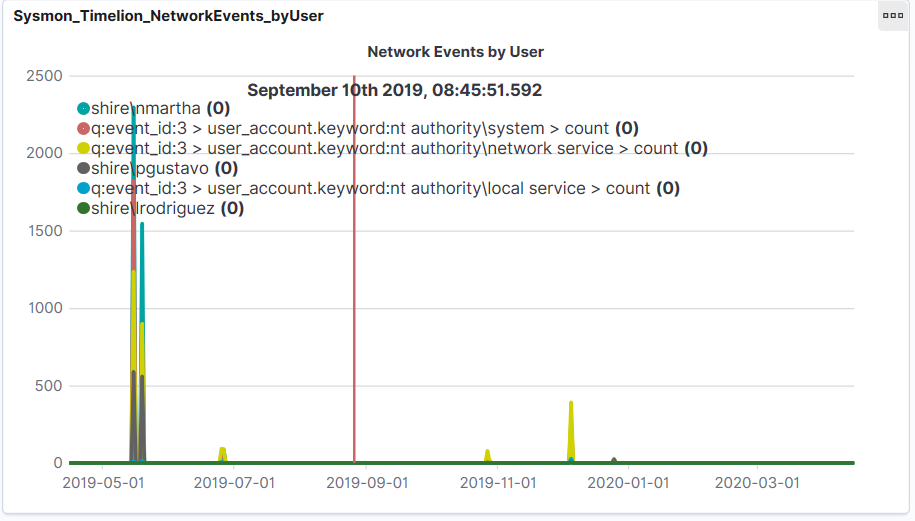 Sysmon_Timelion_NetworkEvents_byUser
Network Events by User
2500
September 10th 2019, 08:45:51.592
shire\nmartha (0)
q:event_id:3 > user_account.keyword:nt authority\system > count (0)
2000
q:event_id:3 > user_account.keyword:nt authority\network service > count (0)
shire\pgustavo (0)
q:event_id:3 > user_account.keyword:nt authority\local service > count (0)
shire\lrodriguez (0)
1500
1000
500
0
2019-05-01 2019-07-01 2019-09-01 2019-11-01 2020-01-01 2020-03-01